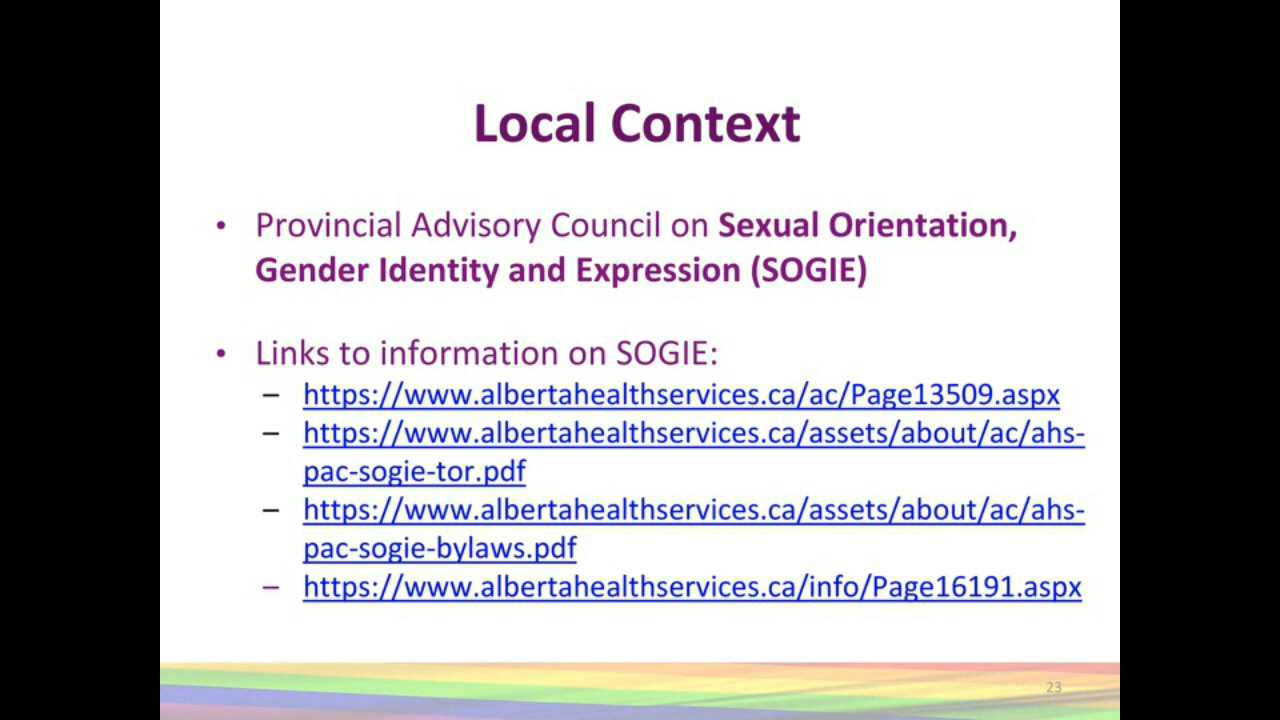 Local Context
• Provincial Advisory Council on Sexual Orientation,
Gender Identity and Expression (SOGIE)
• Links to information on SOGIE:
– https://www.albertahealthservices.ca/ac/Page13509.aspx
– https://www.albertahealthservices.ca/assets/about/ac/ahs-
pac-sogie-tor.pdf
– https://www.albertahealthservices.ca/assets/about/ac/ahs-
pac-sogie-bylaws.pdf
– https://www.albertahealthservices.ca/info/Page16191.aspx
23